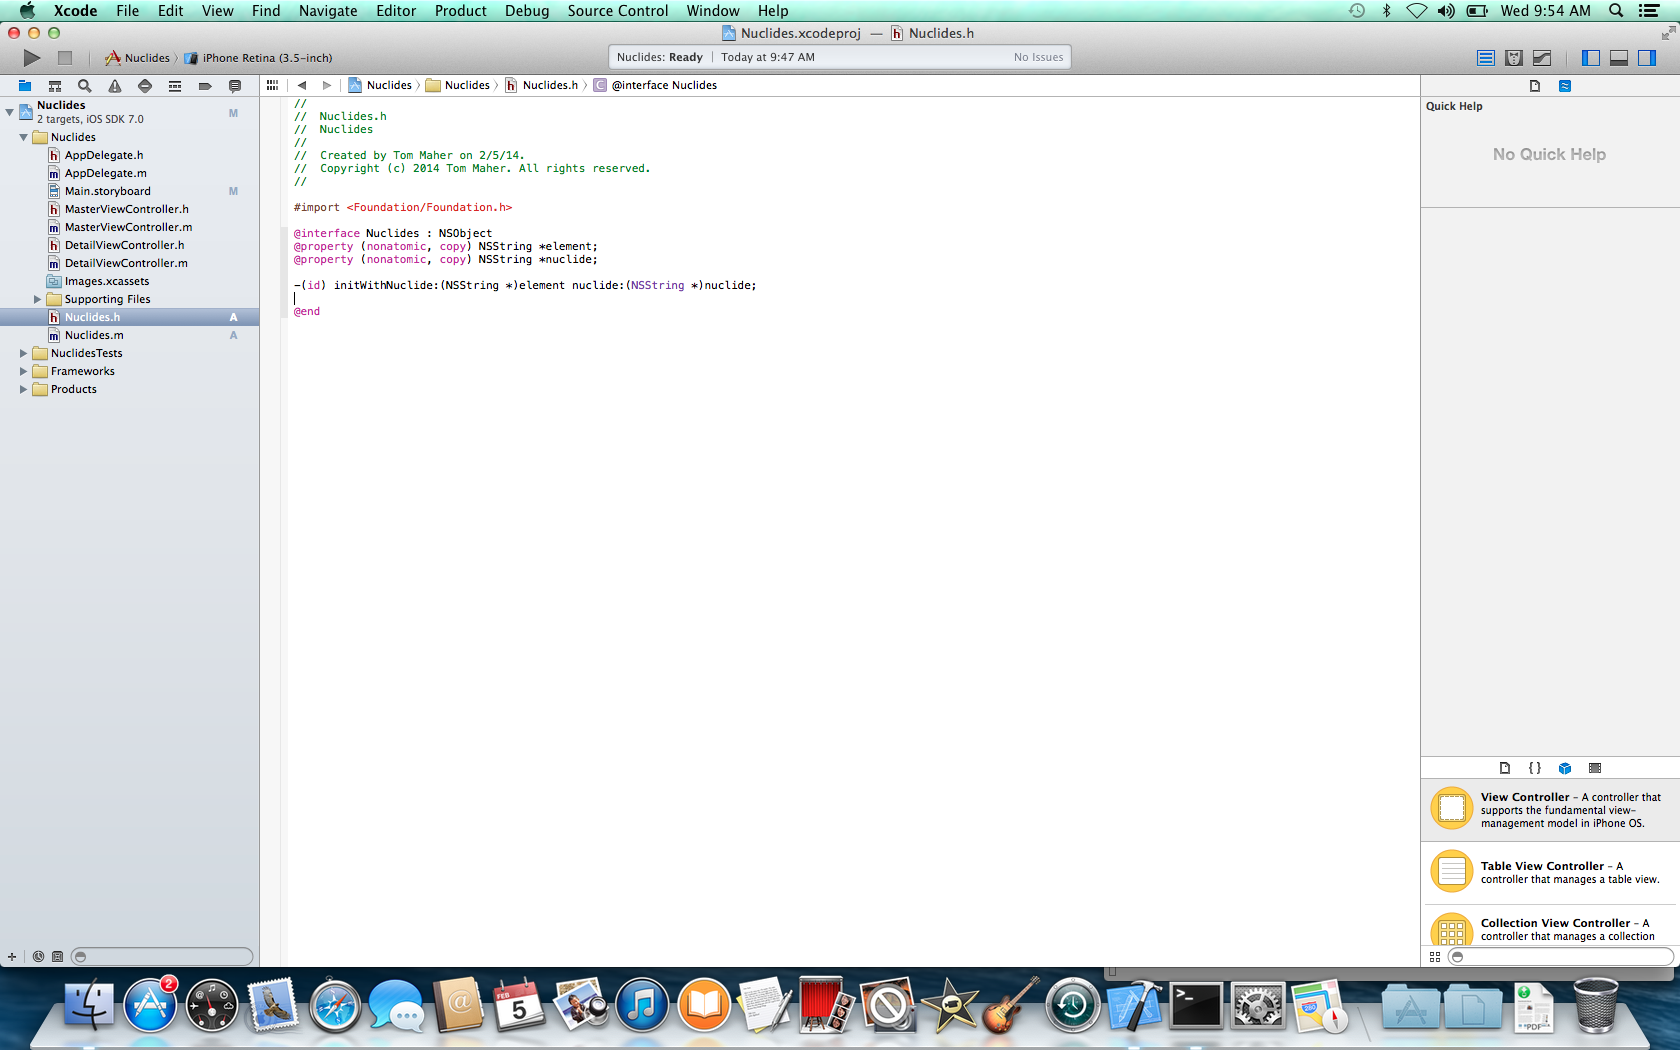 Xcode File Edit View Find Navigate Editor Product Debug Source Control Window Help Wed 9:54 AM
Nuclides.xcodeproj — h Nuclides.h
Nuclides iPhone Retina (3.5-inch) Nuclides: Ready Today at 9:47 AM No Issues
Nuclides Nuclides h Nuclides.h C @interface Nuclides
Nuclides
2 targets, iOS SDK 7.0 M
Nuclides
h AppDelegate.h
m AppDelegate.m
Main.storyboard M
h MasterViewController.h
m MasterViewController.m
h DetailViewController.h
m DetailViewController.m
Images.xcassets
Supporting Files
h Nuclides.h A
m Nuclides.m A
NuclidesTests
Frameworks
Products
//
// Nuclides.h
// Nuclides
//
// Created by Tom Maher on 2/5/14.
// Copyright (c) 2014 Tom Maher. All rights reserved.
//
#import <Foundation/Foundation.h>
@interface Nuclides : NSObject
@property (nonatomic, copy) NSString *element;
@property (nonatomic, copy) NSString *nuclide;
-(id) initWithNuclide:(NSString *)element nuclide:(NSString *)nuclide;
@end
Quick Help
No Quick Help
{ }
View Controller - A controller that
supports the fundamental view-
management model in iPhone OS.
Table View Controller - A
controller that manages a table view.
Collection View Controller - A
controller that manages a collection
2
FEB
5
280
PDF